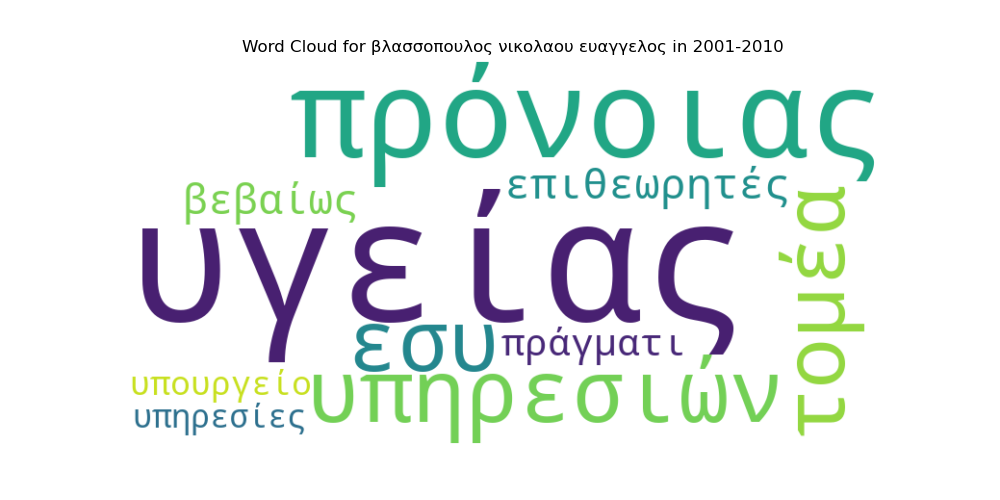 Word Cloud for βλασσοπουλος νικολαου ευαγγελος in 2001-2010
πρόνοιας
επιθεωρητές
βεβαίως
τομέα
υγείας
εσυ
πράγματι
υπουργείο
υπηρεσιών
υπηρεσίες